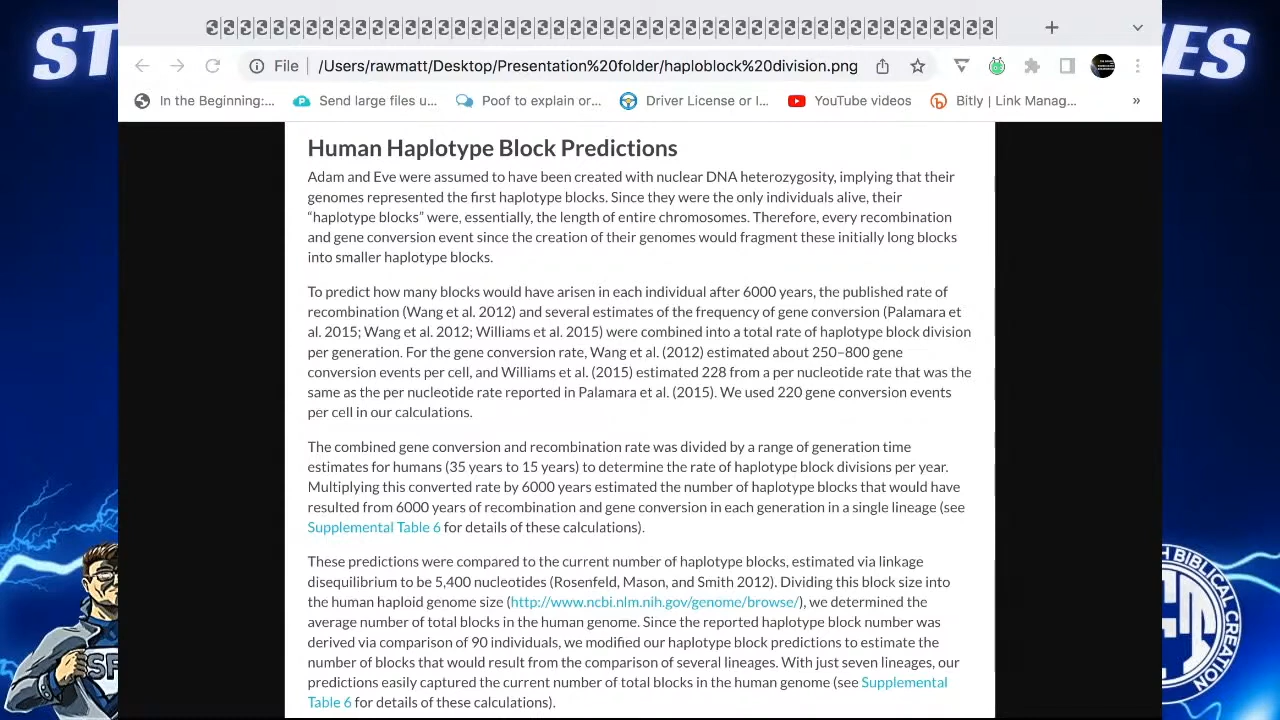 ST
ES
File
/Users/rawmatt/Desktop/Presentation%20folder/haploblock%20division.png
In the Beginning:...
Send large files u...
Poof to explain or...
Driver License or I...
YouTube videos
Bitly | Link Manag...
»
Human Haplotype Block Predictions
Adam and Eve were assumed to have been created with nuclear DNA heterozygosity, implying that their
genomes represented the first haplotype blocks. Since they were the only individuals alive, their
“haplotype blocks” were, essentially, the length of entire chromosomes. Therefore, every recombination
and gene conversion event since the creation of their genomes would fragment these initially long blocks
into smaller haplotype blocks.
To predict how many blocks would have arisen in each individual after 6000 years, the published rate of
recombination (Wang et al. 2012) and several estimates of the frequency of gene conversion (Palamara et
al. 2015; Wang et al. 2012; Williams et al. 2015) were combined into a total rate of haplotype block division
per generation. For the gene conversion rate, Wang et al. (2012) estimated about 250–800 gene
conversion events per cell, and Williams et al. (2015) estimated 228 from a per nucleotide rate that was the
same as the per nucleotide rate reported in Palamara et al. (2015). We used 220 gene conversion events
per cell in our calculations.
The combined gene conversion and recombination rate was divided by a range of generation time
estimates for humans (35 years to 15 years) to determine the rate of haplotype block divisions per year.
Multiplying this converted rate by 6000 years estimated the number of haplotype blocks that would have
resulted from 6000 years of recombination and gene conversion in each generation in a single lineage (see
Supplemental Table 6 for details of these calculations).
These predictions were compared to the current number of haplotype blocks, estimated via linkage
disequilibrium to be 5,400 nucleotides (Rosenfeld, Mason, and Smith 2012). Dividing this block size into
the human haploid genome size (http://www.ncbi.nlm.nih.gov/genome/browse/), we determined the
average number of total blocks in the human genome. Since the reported haplotype block number was
derived via comparison of 90 individuals, we modified our haplotype block predictions to estimate the
number of blocks that would result from the comparison of several lineages. With just seven lineages, our
predictions easily captured the current number of total blocks in the human genome (see Supplemental
Table 6 for details of these calculations).
SF
H BIBLICAL CREATION
CT